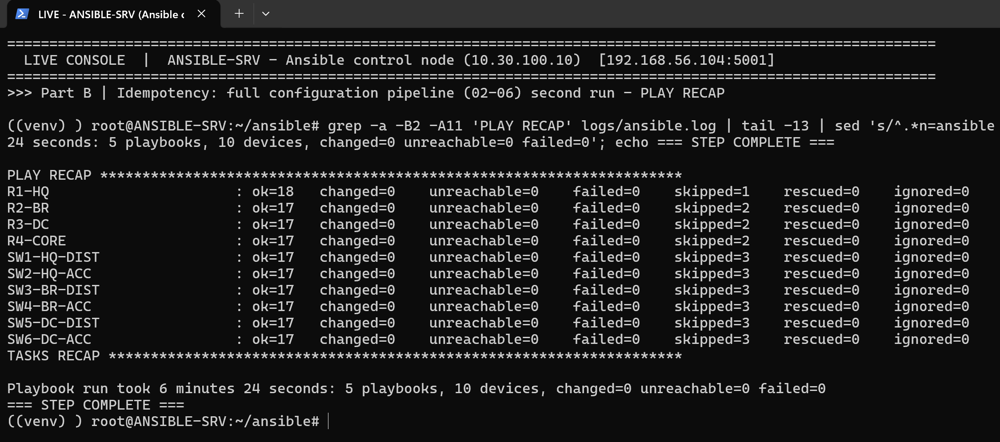 LIVE - ANSIBLE-SRV (Ansible c
==============================================================================================================
LIVE CONSOLE | ANSIBLE-SRV - Ansible control node (10.30.100.10) [192.168.56.104:5001]
==============================================================================================================
>>> Part B | Idempotency: full configuration pipeline (02-06) second run - PLAY RECAP
((venv) ) root@ANSIBLE-SRV:~/ansible# grep -a -B2 -A11 'PLAY RECAP' logs/ansible.log | tail -13 | sed 's/^.*n=ansible
24 seconds: 5 playbooks, 10 devices, changed=0 unreachable=0 failed=0'; echo === STEP COMPLETE ===
PLAY RECAP *********************************************************************
R1-HQ : ok=18 changed=0 unreachable=0 failed=0 skipped=1 rescued=0 ignored=0
R2-BR : ok=17 changed=0 unreachable=0 failed=0 skipped=2 rescued=0 ignored=0
R3-DC : ok=17 changed=0 unreachable=0 failed=0 skipped=2 rescued=0 ignored=0
R4-CORE : ok=17 changed=0 unreachable=0 failed=0 skipped=2 rescued=0 ignored=0
SW1-HQ-DIST : ok=17 changed=0 unreachable=0 failed=0 skipped=3 rescued=0 ignored=0
SW2-HQ-ACC : ok=17 changed=0 unreachable=0 failed=0 skipped=3 rescued=0 ignored=0
SW3-BR-DIST : ok=17 changed=0 unreachable=0 failed=0 skipped=3 rescued=0 ignored=0
SW4-BR-ACC : ok=17 changed=0 unreachable=0 failed=0 skipped=3 rescued=0 ignored=0
SW5-DC-DIST : ok=17 changed=0 unreachable=0 failed=0 skipped=3 rescued=0 ignored=0
SW6-DC-ACC : ok=17 changed=0 unreachable=0 failed=0 skipped=3 rescued=0 ignored=0
TASKS RECAP ********************************************************************
Playbook run took 6 minutes 24 seconds: 5 playbooks, 10 devices, changed=0 unreachable=0 failed=0
=== STEP COMPLETE ===
((venv) ) root@ANSIBLE-SRV:~/ansible#